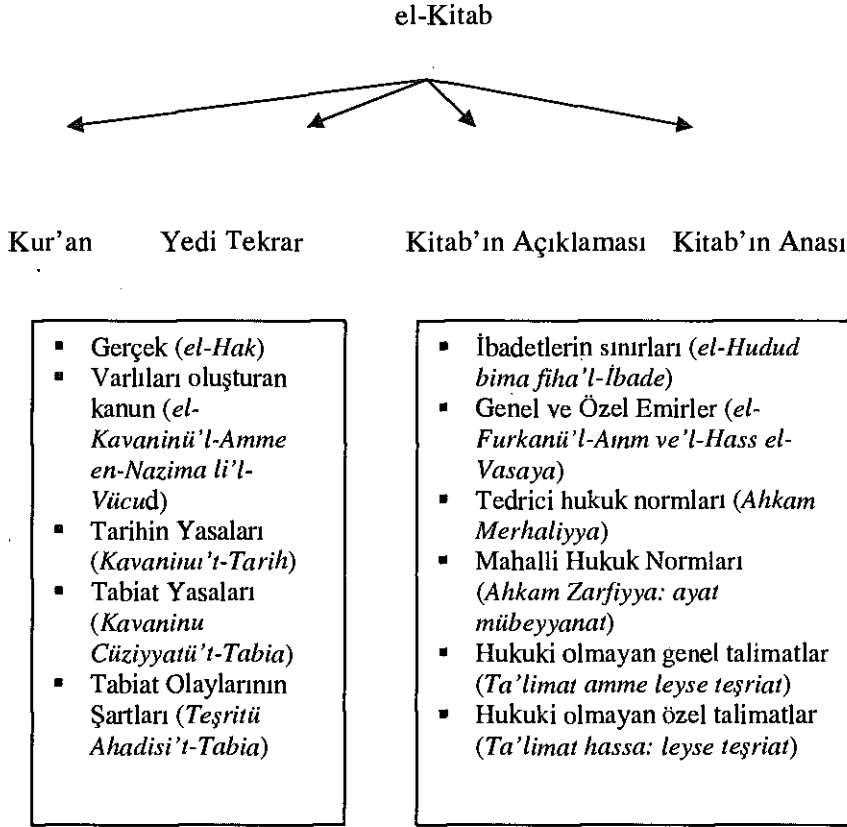 el-Kitab
Kur'an Yedi Tekrar Kitab'ın Açıklaması Kitab'ın Anası
▪ Gerçek (el-Hak)
▪ Varlıları oluşturan
kanun (el-
Kavaninü'l-Amme
en-Nazima li'l-
Vücud)
▪ Tarihin Yasaları
(Kavaninu't-Tarih)
▪ Tabiat Yasaları
(Kavaninu
Cüziyyatü't-Tabia)
▪ Tabiat Olaylarının
Şartları (Teşritü
Ahadisi't-Tabia)
▪ İbadetlerin sınırları (el-Hudud
bima fiha'l-İbade)
▪ Genel ve Özel Emirler (el-
Furkanü'l-Amm ve'l-Hass el-
Vasaya)
▪ Tedrici hukuk normları (Ahkam
Merhaliyya)
▪ Mahalli Hukuk Normları
(Ahkam Zarfiyya: ayat
mübeyyanat)
▪ Hukuki olmayan genel talimatlar
(Ta'limat amme leyse teşriat)
▪ Hukuki olmayan özel talimatlar
(Ta'limat hassa: leyse teşriat)